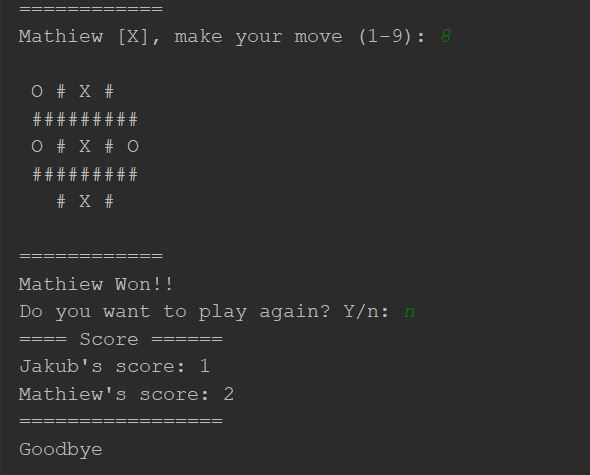 ============
Mathiew [X], make your move (1-9): 8
O # X #
#########
O # X # O
#########
  # X #
============
Mathiew Won!!
Do you want to play again? Y/n: n
==== Score ======
Jakub's score: 1
Mathiew's score: 2
=================
Goodbye